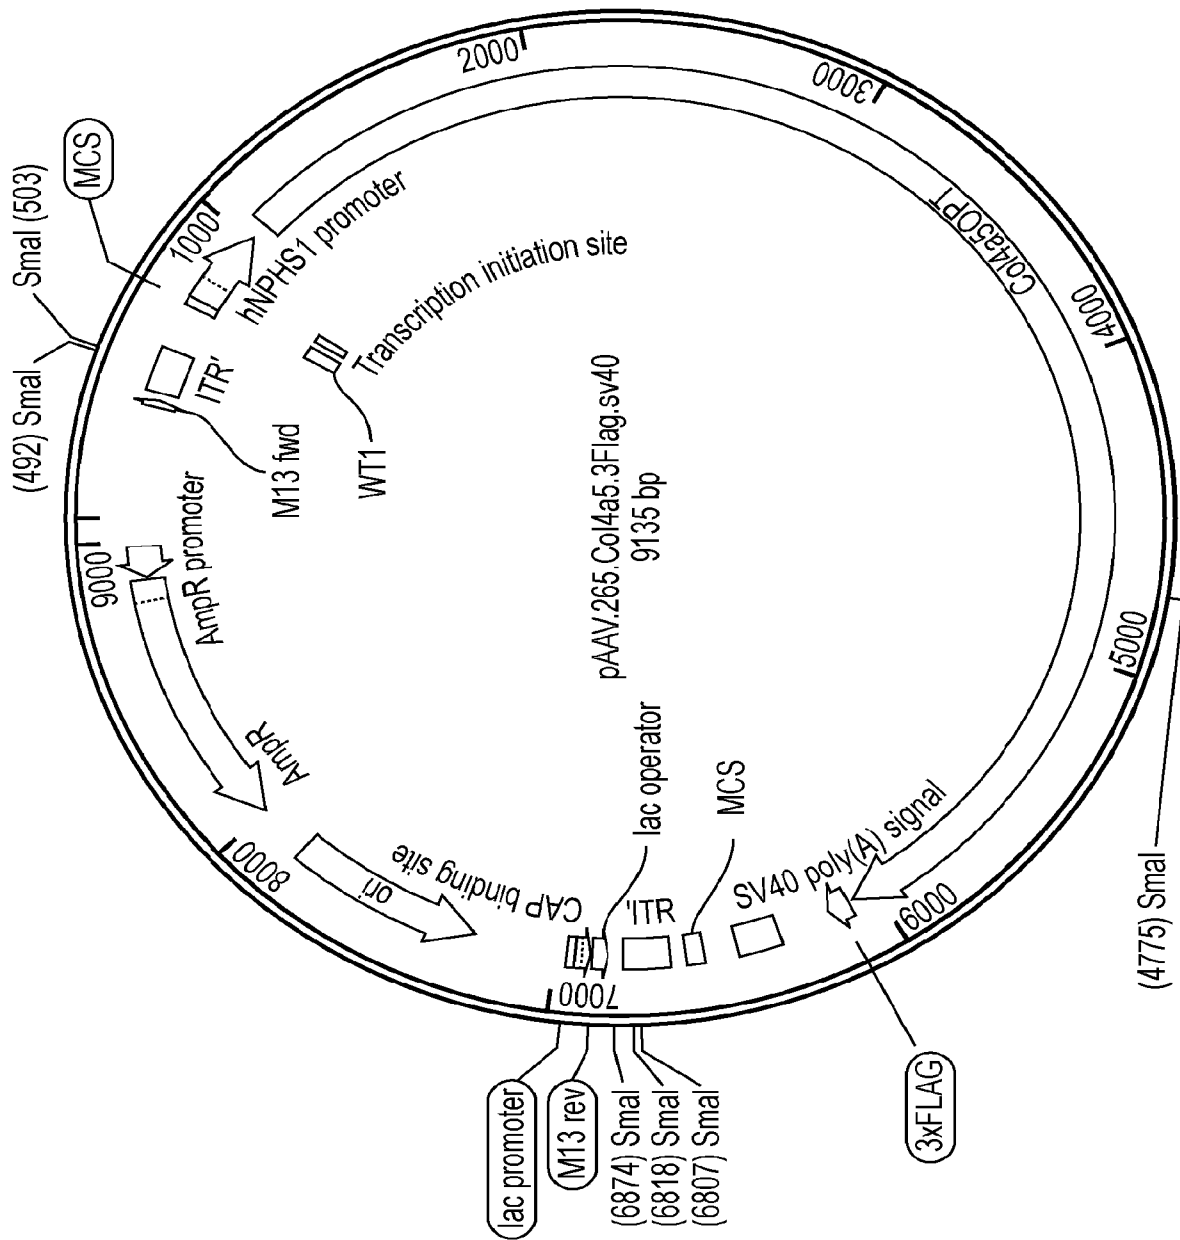 (492) SmaI
SmaI (503)
MCS
1000
2000
3000
4000
5000
6000
7000
8000
9000
hNPHS1 promoter
Transcription initiation site
ITR'
M13 fwd
WT1
AmpR promoter
AmpR
ori
CAP binding site
lac operator
'ITR
MCS
SV40 poly(A) signal
Col4a5OPT
pAAV.265.Col4a5.3Flag.sv40
9135 bp
lac promoter
M13 rev
(6874) SmaI
(6818) SmaI
(6807) SmaI
3xFLAG
(4775) SmaI